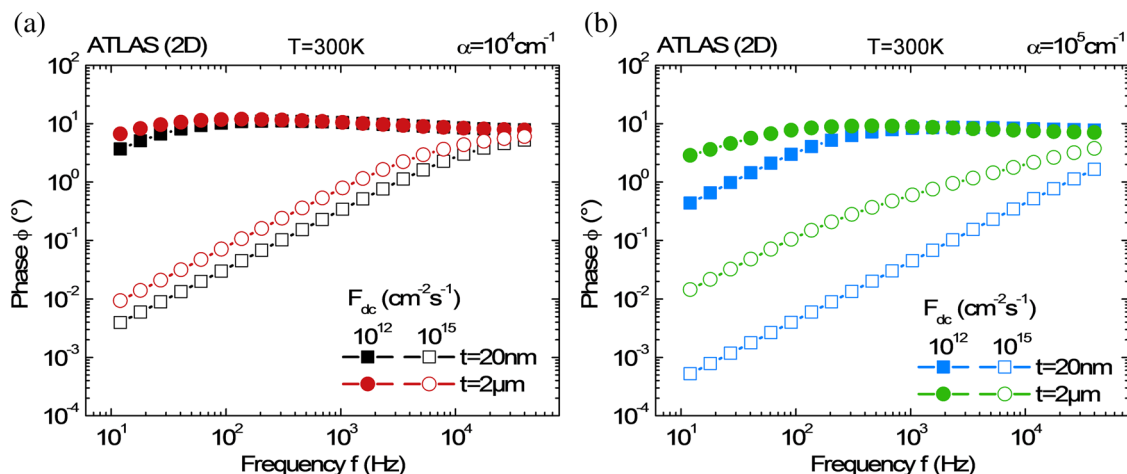 (a)
ATLAS (2D) T=300K α=10⁴cm⁻¹
10²
10¹
10⁰
10⁻¹
10⁻²
10⁻³
10⁻⁴
Phase ϕ (°)
F_dc (cm⁻²s⁻¹)
10¹² 10¹⁵
t=20nm
t=2µm
10¹ 10² 10³ 10⁴
Frequency f (Hz)
(b)
ATLAS (2D) T=300K α=10⁵cm⁻¹
10²
10¹
10⁰
10⁻¹
10⁻²
10⁻³
10⁻⁴
Phase ϕ (°)
F_dc (cm⁻²s⁻¹)
10¹² 10¹⁵
t=20nm
t=2µm
10¹ 10² 10³ 10⁴
Frequency f (Hz)